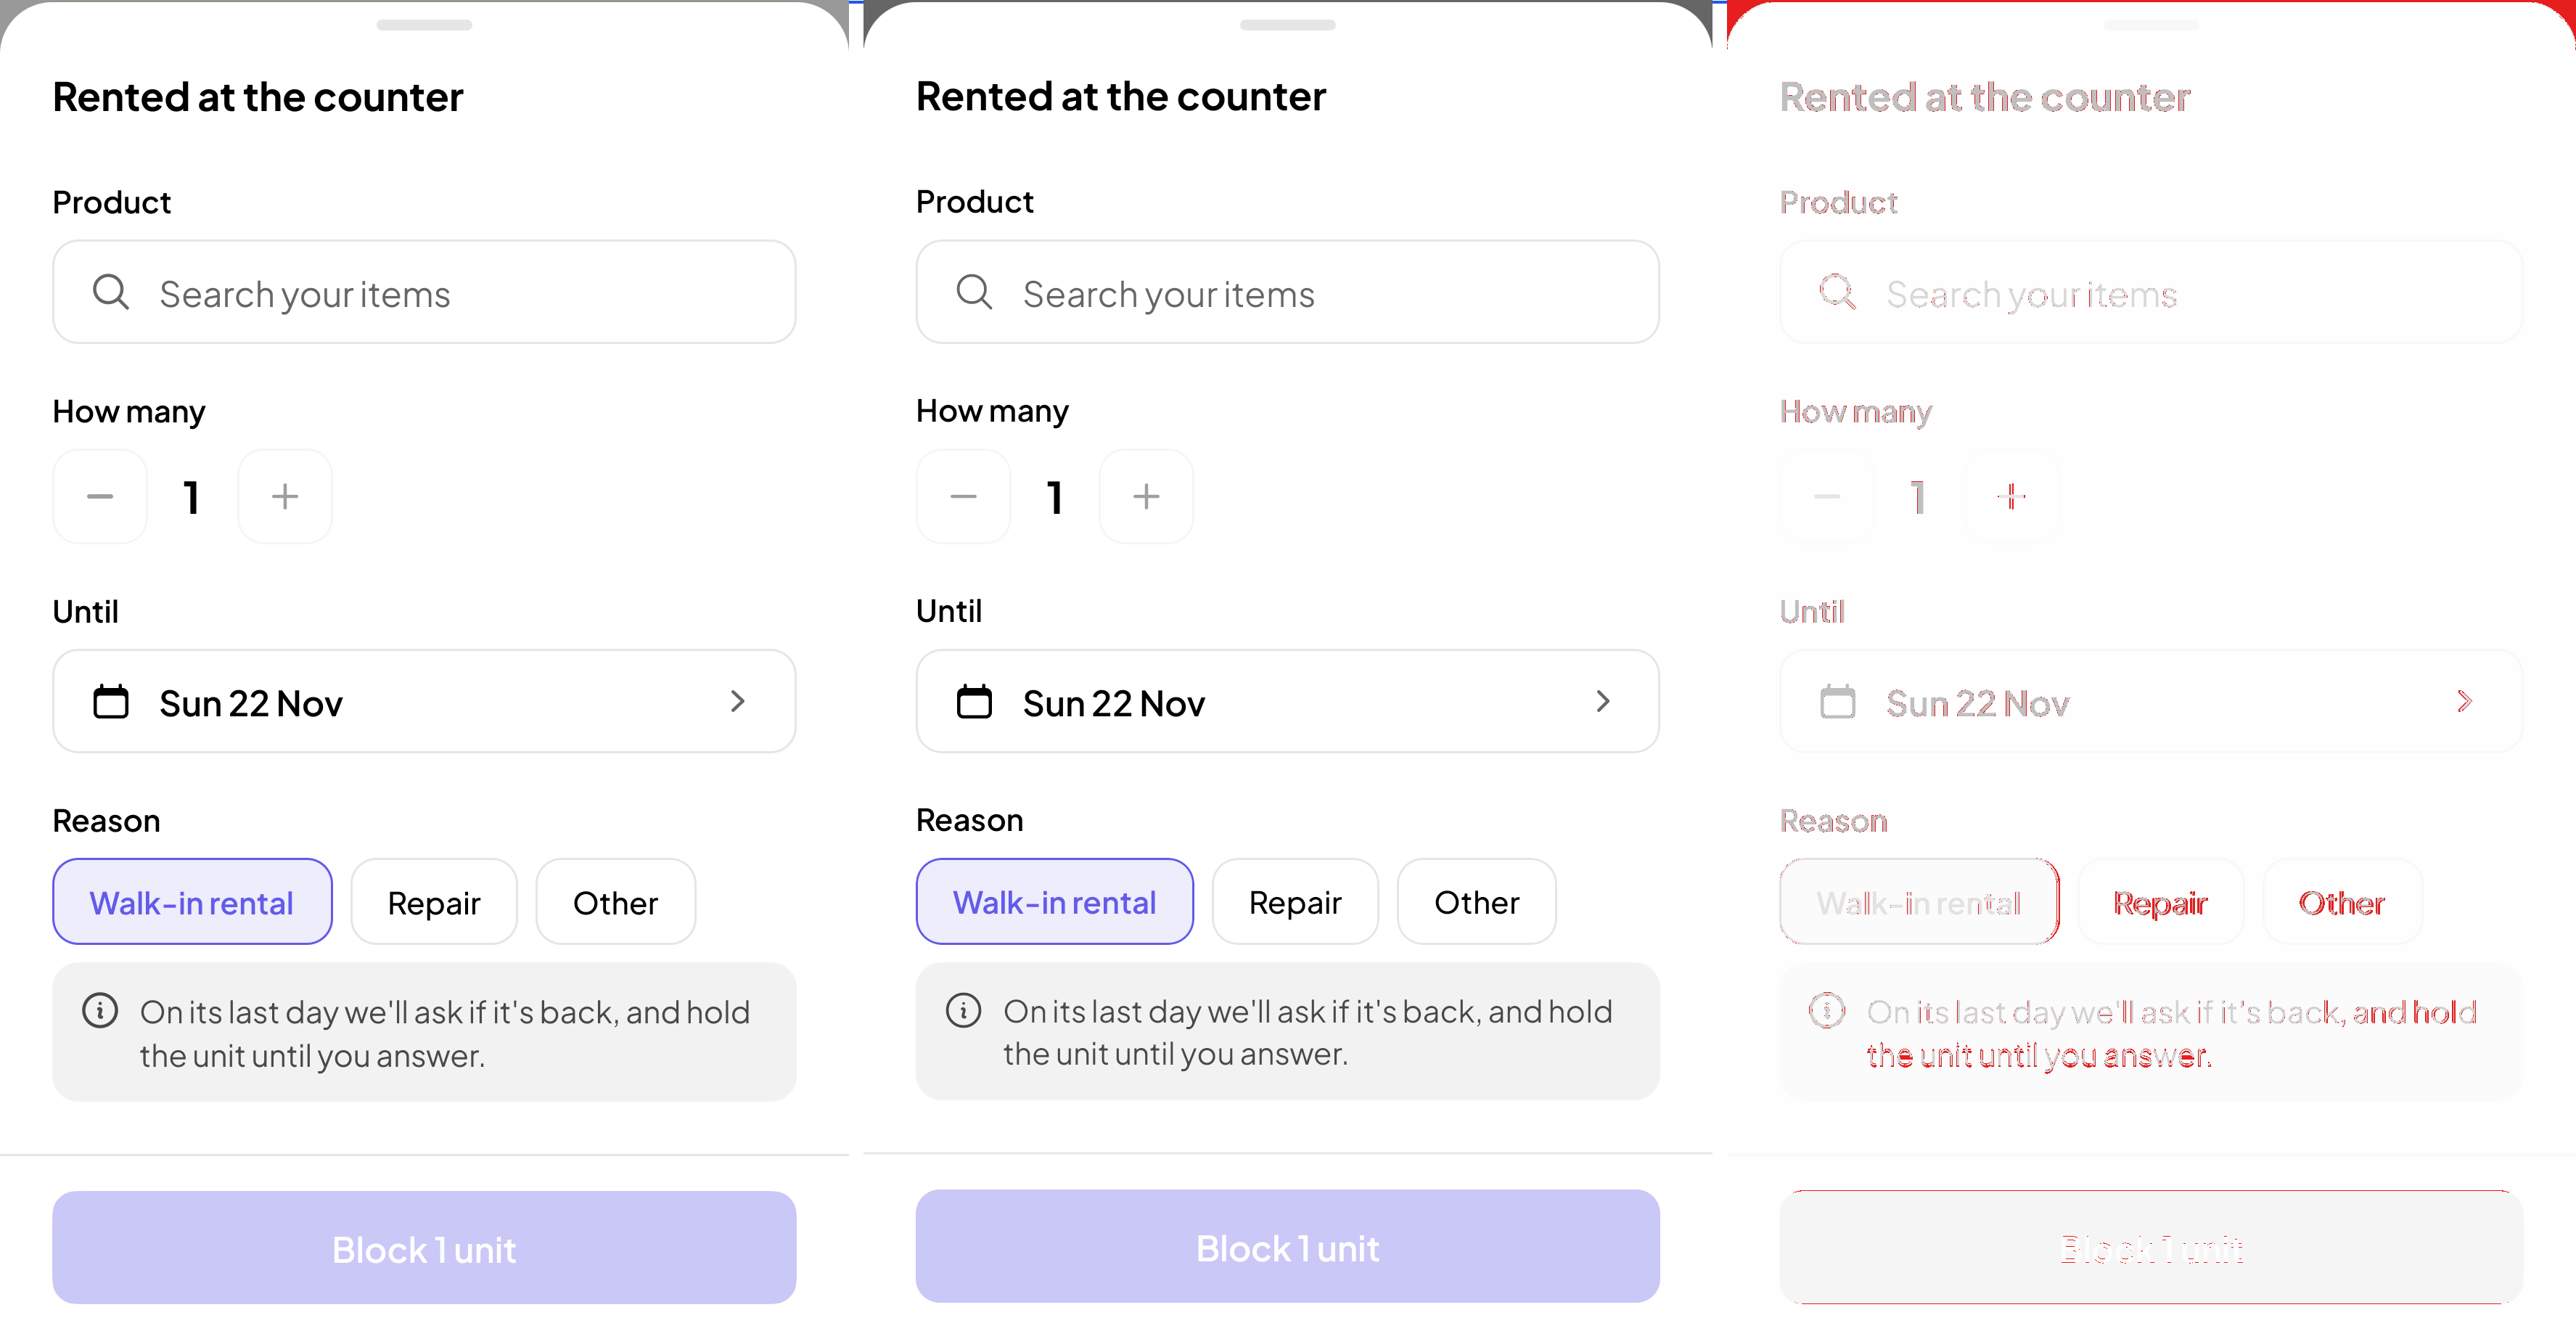 Rented at the counter
Product
Search your items
How many
1
Until
Sun 22 Nov
Reason
Walk-in rental
Repair
Other
On its last day we'll ask if it's back, and hold
the unit until you answer.
Block 1 unit
Rented at the counter
Product
Search your items
How many
1
Until
Sun 22 Nov
Reason
Walk-in rental
Repair
Other
On its last day we'll ask if it's back, and hold
the unit until you answer.
Block 1 unit
Rented at the counter
Product
Search your items
How many
1
Until
Sun 22 Nov
Reason
Walk-in rental
Repair
Other
On its last day we'll ask if it's back, and hold
the unit until you answer.
Block 1 unit